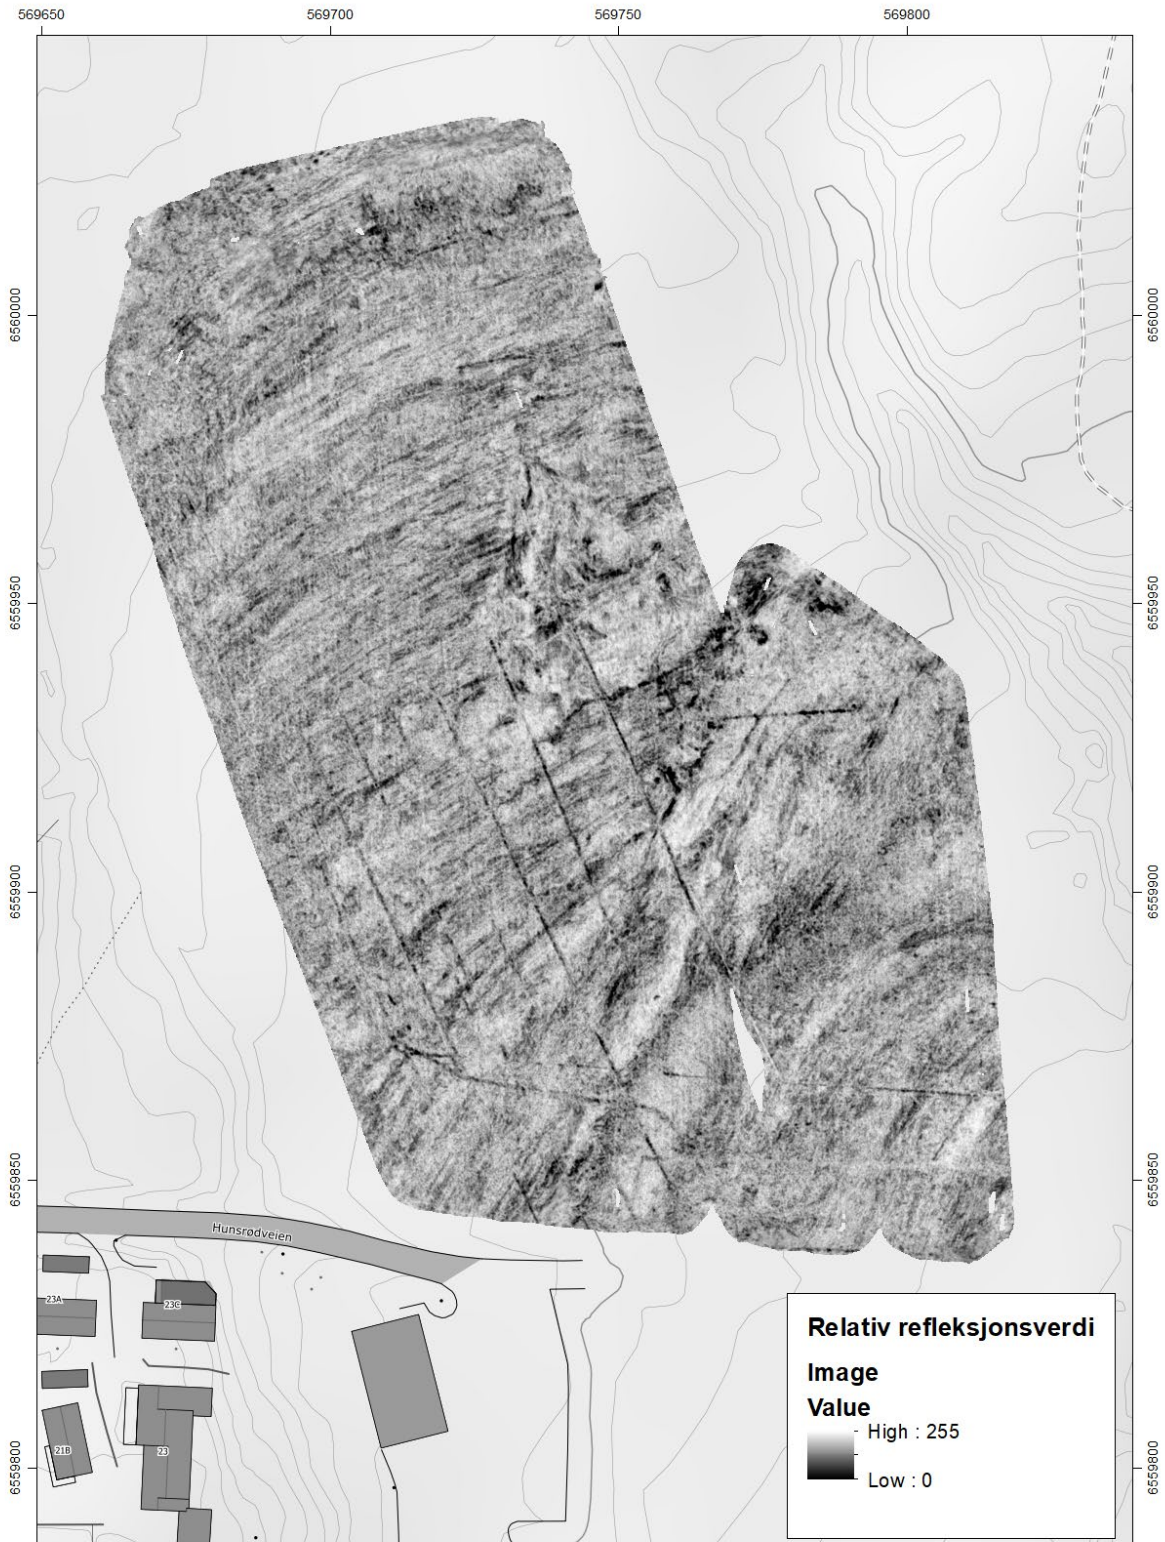 569650 569700 569750 569800
6560000 6560000
6559950 6559950
6559900 6559900
6559850 6559850
Hunsrødveien
23A
23C
21B
23
6559800 6559800
Relativ refleksjonsverdi
Image
Value
High : 255
Low : 0